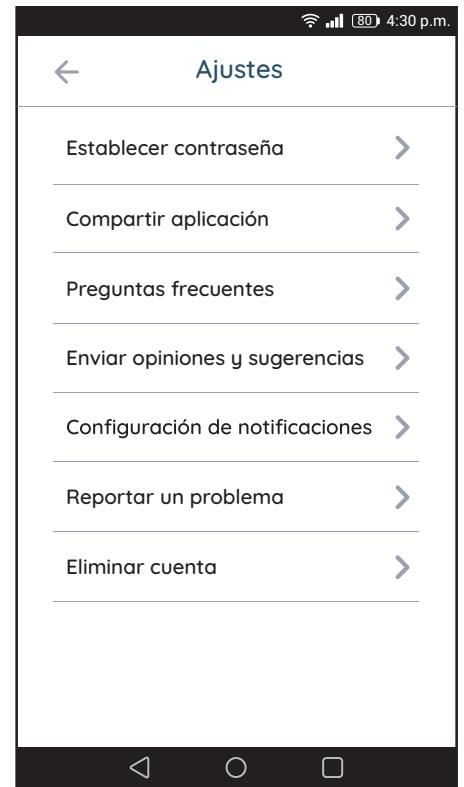 80 4:30 p.m.
Ajustes
Establecer contraseña
Compartir aplicación
Preguntas frecuentes
Enviar opiniones y sugerencias
Configuración de notificaciones
Reportar un problema
Eliminar cuenta